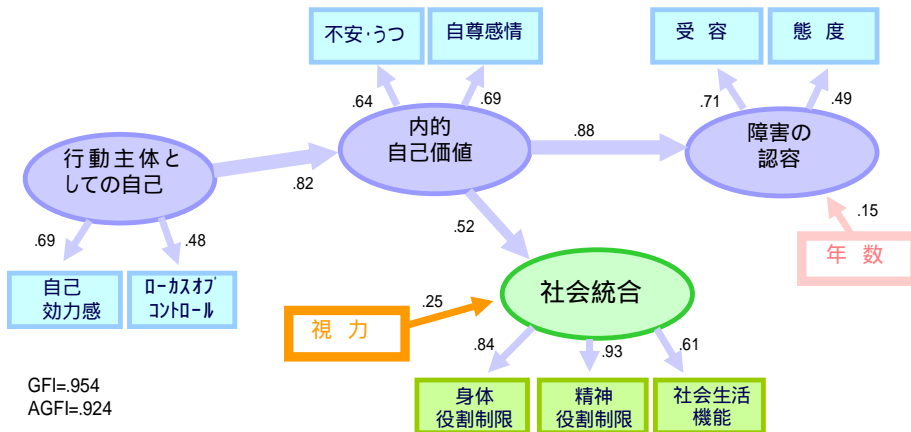 不安･うつ
自尊感情
受 容
態 度
.64
.69
.71
.49
内的
自己価値
.88
障害の
認容
行動主体と
しての自己
.82
.15
年 数
.69
.48
.52
自己
効力感
ﾛｰｶｽｵﾌﾞ
ｺﾝﾄﾛｰﾙ
社会統合
.25
視 力
.84
.93
.61
身体
役割制限
精神
役割制限
社会生活
機能
GFI=.954
AGFI=.924